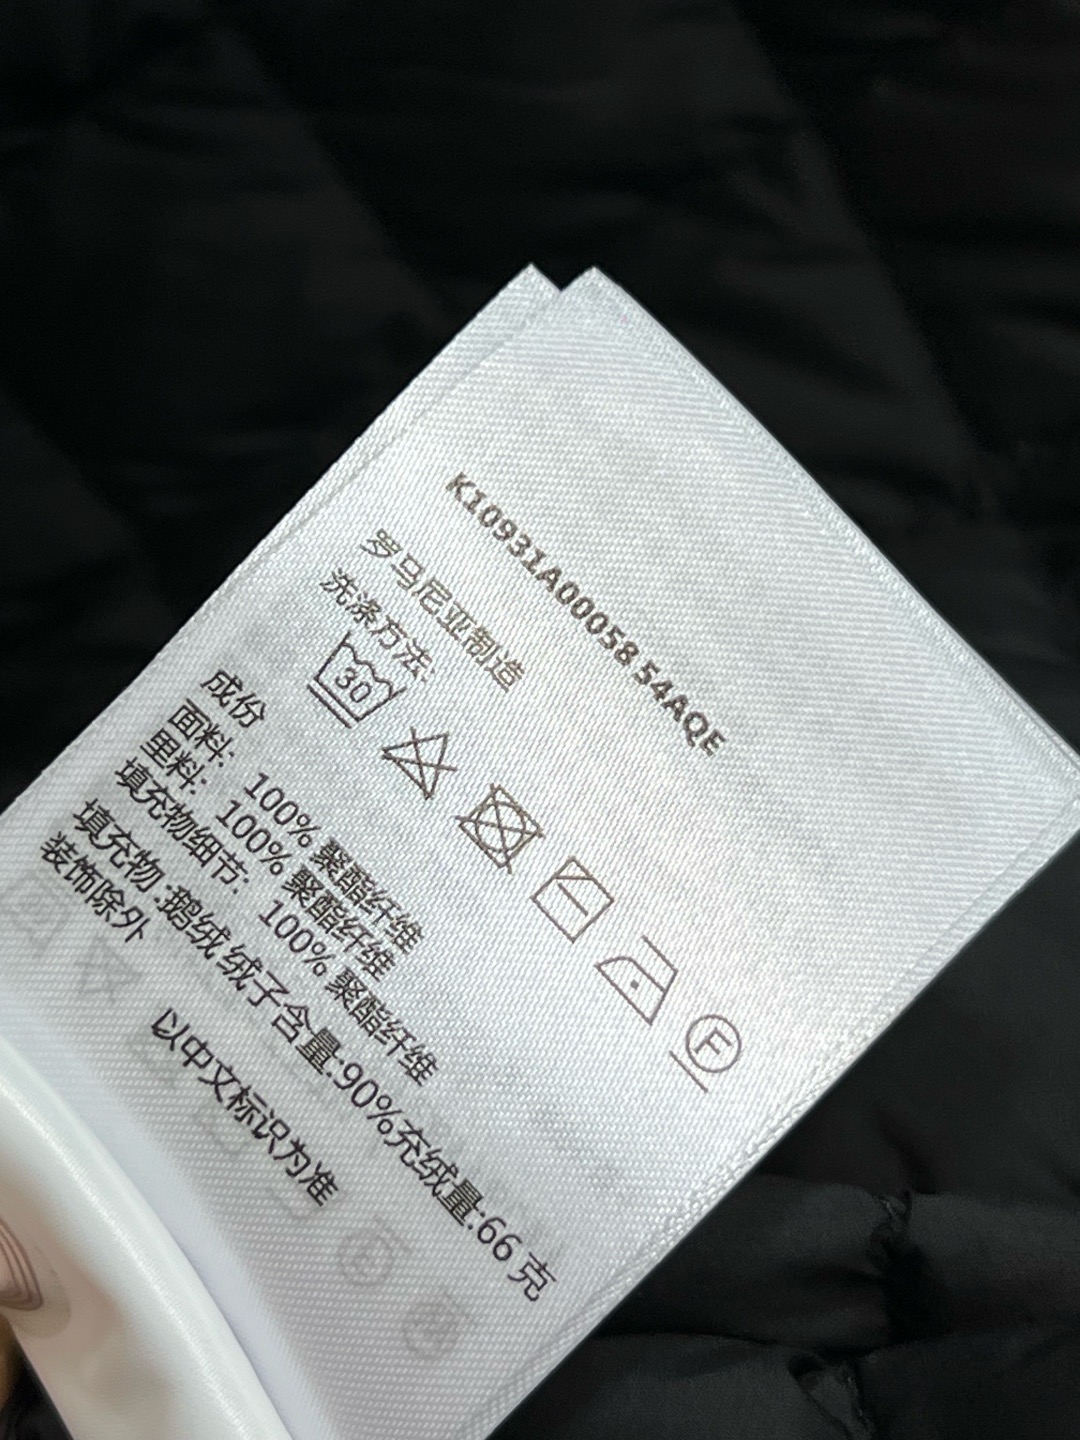 K10931A00058 54AQE
罗马尼亚制造
洗涤方法:
30
F
成份
面料: 100% 聚酯纤维
里料: 100% 聚酯纤维
填充物细节: 100% 聚酯纤维
填充物:鹅绒 绒子含量:90%充绒量:66 克
装饰除外
以中文标识为准